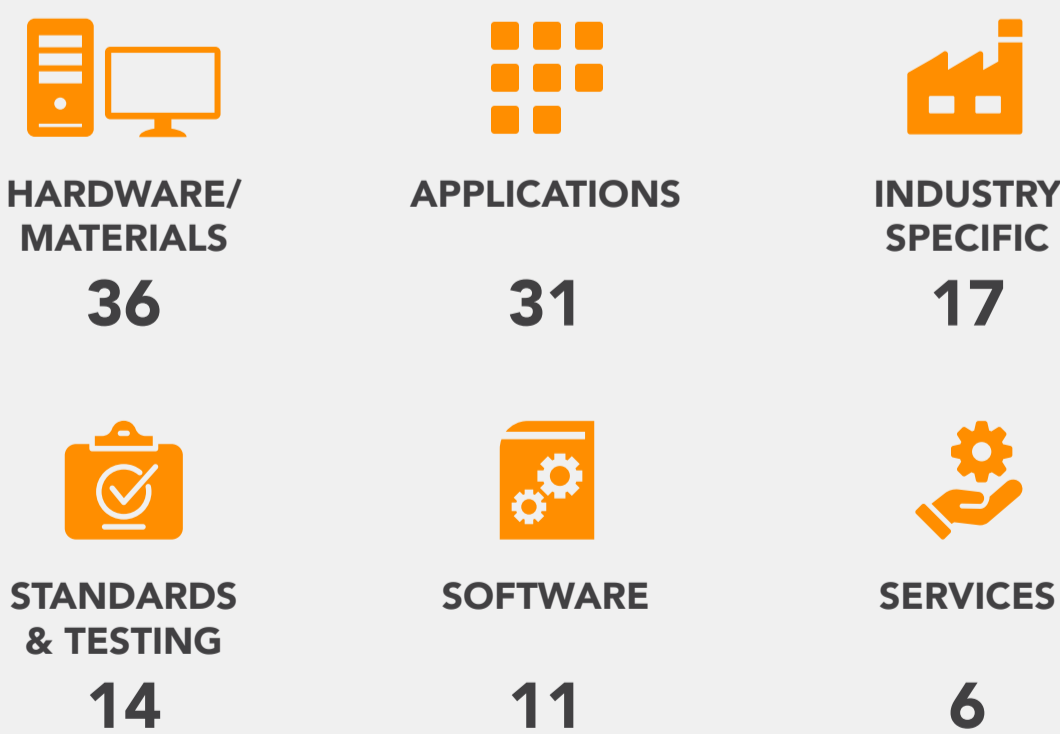 HARDWARE/
MATERIALS
36
APPLICATIONS
31
INDUSTRY
SPECIFIC
17
STANDARDS
& TESTING
14
SOFTWARE
11
SERVICES
6